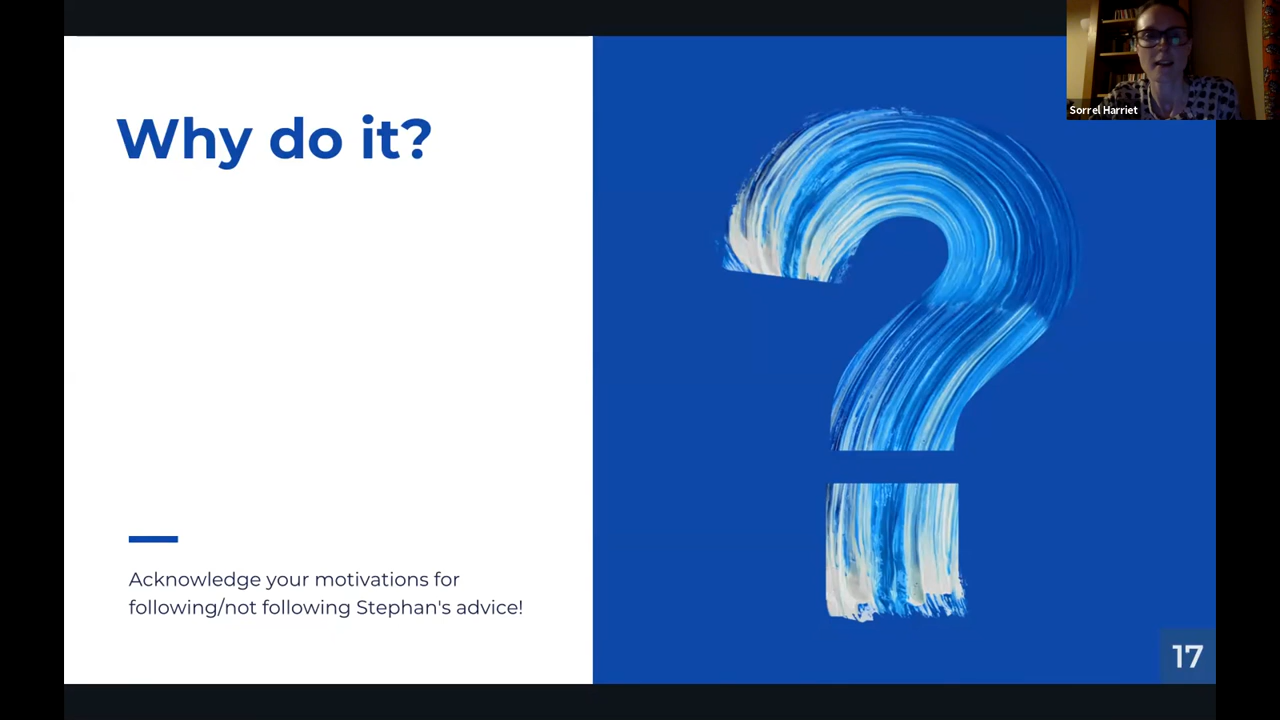 Why do it?
Acknowledge your motivations for
following/not following Stephan's advice!
Sorrel Harriet
17